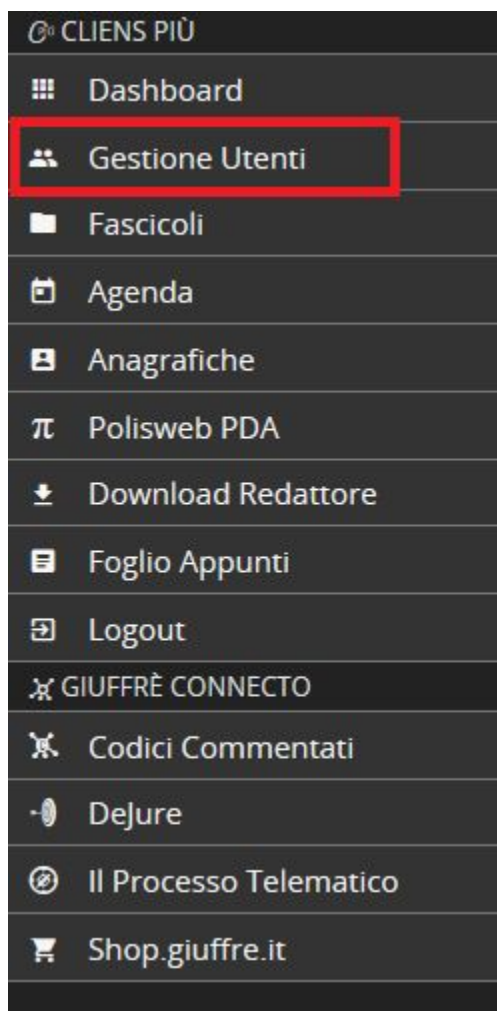 CLIENS PIÙ
Dashboard
Gestione Utenti
Fascicoli
Agenda
Anagrafiche
π Polisweb PDA
Download Redattore
Foglio Appunti
Logout
GIUFFRÈ CONNECTO
Codici Commentati
DeJure
Il Processo Telematico
Shop.giuffre.it